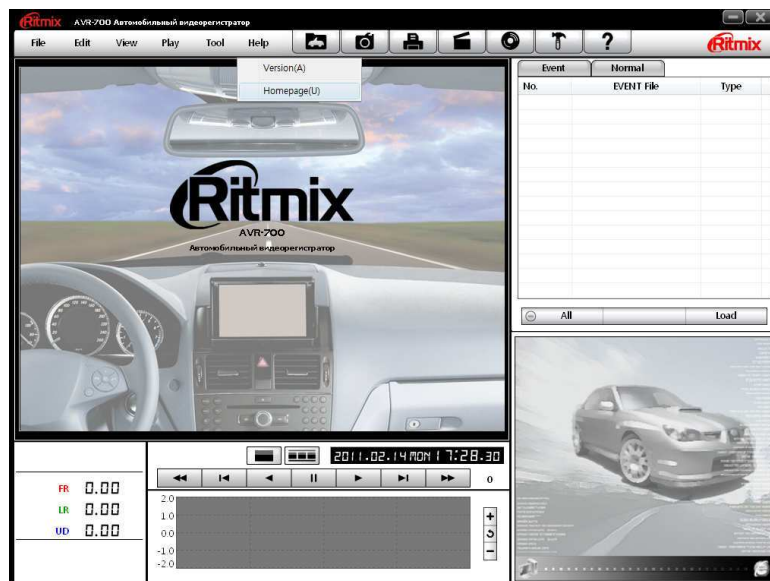 Ritmix AVR-700 Автомобильный видеорегистратор
File Edit View Play Tool Help
Ritmix
Version(A)
Homepage(U)
Event Normal
No. EVENT File Type
Ritmix
AVR-700
Автомобильный видеорегистратор
All Load
2011.02.14 MON 17:28.30
0
FR 0.00
LR 0.00
UD 0.00
2.0
1.0
0.0
-1.0
-2.0